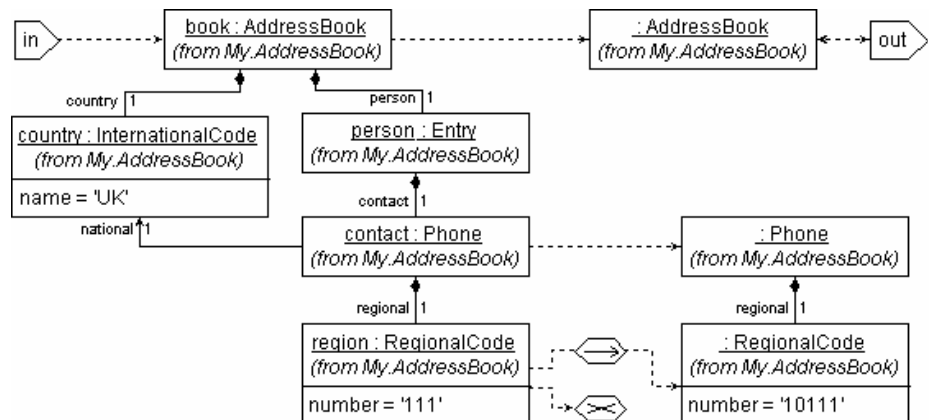 in
book : AddressBook
(from My.AddressBook)
: AddressBook
(from My.AddressBook)
out
country 1
person 1
country : InternationalCode
(from My.AddressBook)
name = 'UK'
person : Entry
(from My.AddressBook)
contact 1
national 1
contact : Phone
(from My.AddressBook)
: Phone
(from My.AddressBook)
regional 1
regional 1
region : RegionalCode
(from My.AddressBook)
number = '111'
: RegionalCode
(from My.AddressBook)
number = '10111'